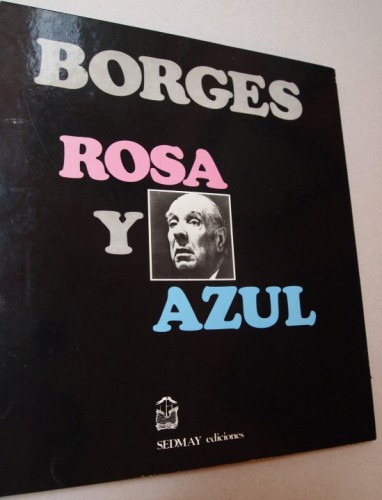 BORGES
ROSA
Y
AZUL
SEDMAY ediciones